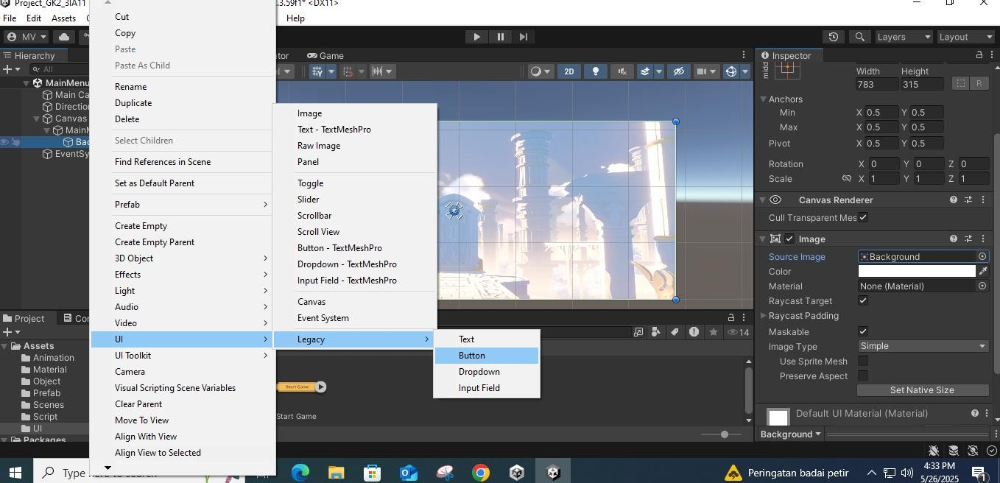 Project_GK2_3IA11
.3.59f1* <DX11>
File Edit Assets
Help
MV
Layers
Layout
Hierarchy
All
MainMenu
Main Ca
Direction
Canvas
MainM
Bac
EventSy
Cut
Copy
Paste
Paste As Child
Rename
Duplicate
Delete
Select Children
Find References in Scene
Set as Default Parent
Prefab
Create Empty
Create Empty Parent
3D Object
Effects
Light
Audio
Video
UI
UI Toolkit
Camera
Visual Scripting Scene Variables
Clear Parent
Move To View
Align With View
Align View to Selected
Game
2D
Image
Text - TextMeshPro
Raw Image
Panel
Toggle
Slider
Scrollbar
Scroll View
Button - TextMeshPro
Dropdown - TextMeshPro
Input Field - TextMeshPro
Canvas
Event System
Legacy
Text
Button
Dropdown
Input Field
Inspector
midd
Width Height
783 315
Anchors
Min X 0.5 Y 0.5
Max X 0.5 Y 0.5
Pivot X 0.5 Y 0.5
Rotation X 0 Y 0 Z 0
Scale X 1 Y 1 Z 1
Canvas Renderer
Cull Transparent Mes
Image
Source Image Background
Color
Material None (Material)
Raycast Target
Raycast Padding
Maskable
Image Type Simple
Use Sprite Mesh
Preserve Aspect
Set Native Size
Default UI Material (Material)
Background
Project
Con
14
Assets
Animation
Material
Object
Prefab
Scenes
Script
UI
Packages
Start Game
Start Game
Type here to search
Peringatan badai petir
4:33 PM
5/26/2025
1